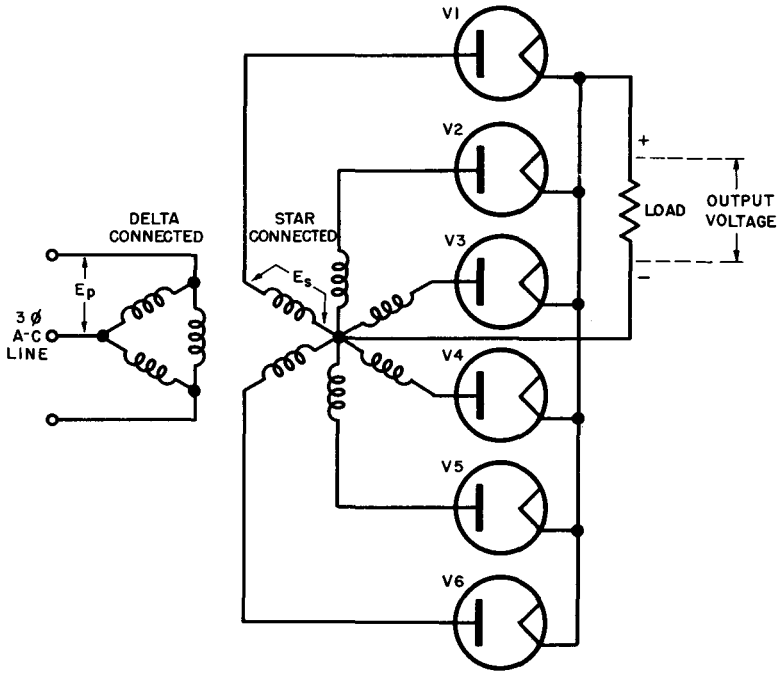 V1
V2
V3
V4
V5
V6
DELTA
CONNECTED
STAR
CONNECTED
Ep
Es
3 Ø
A-C
LINE
+
LOAD
−
OUTPUT
VOLTAGE